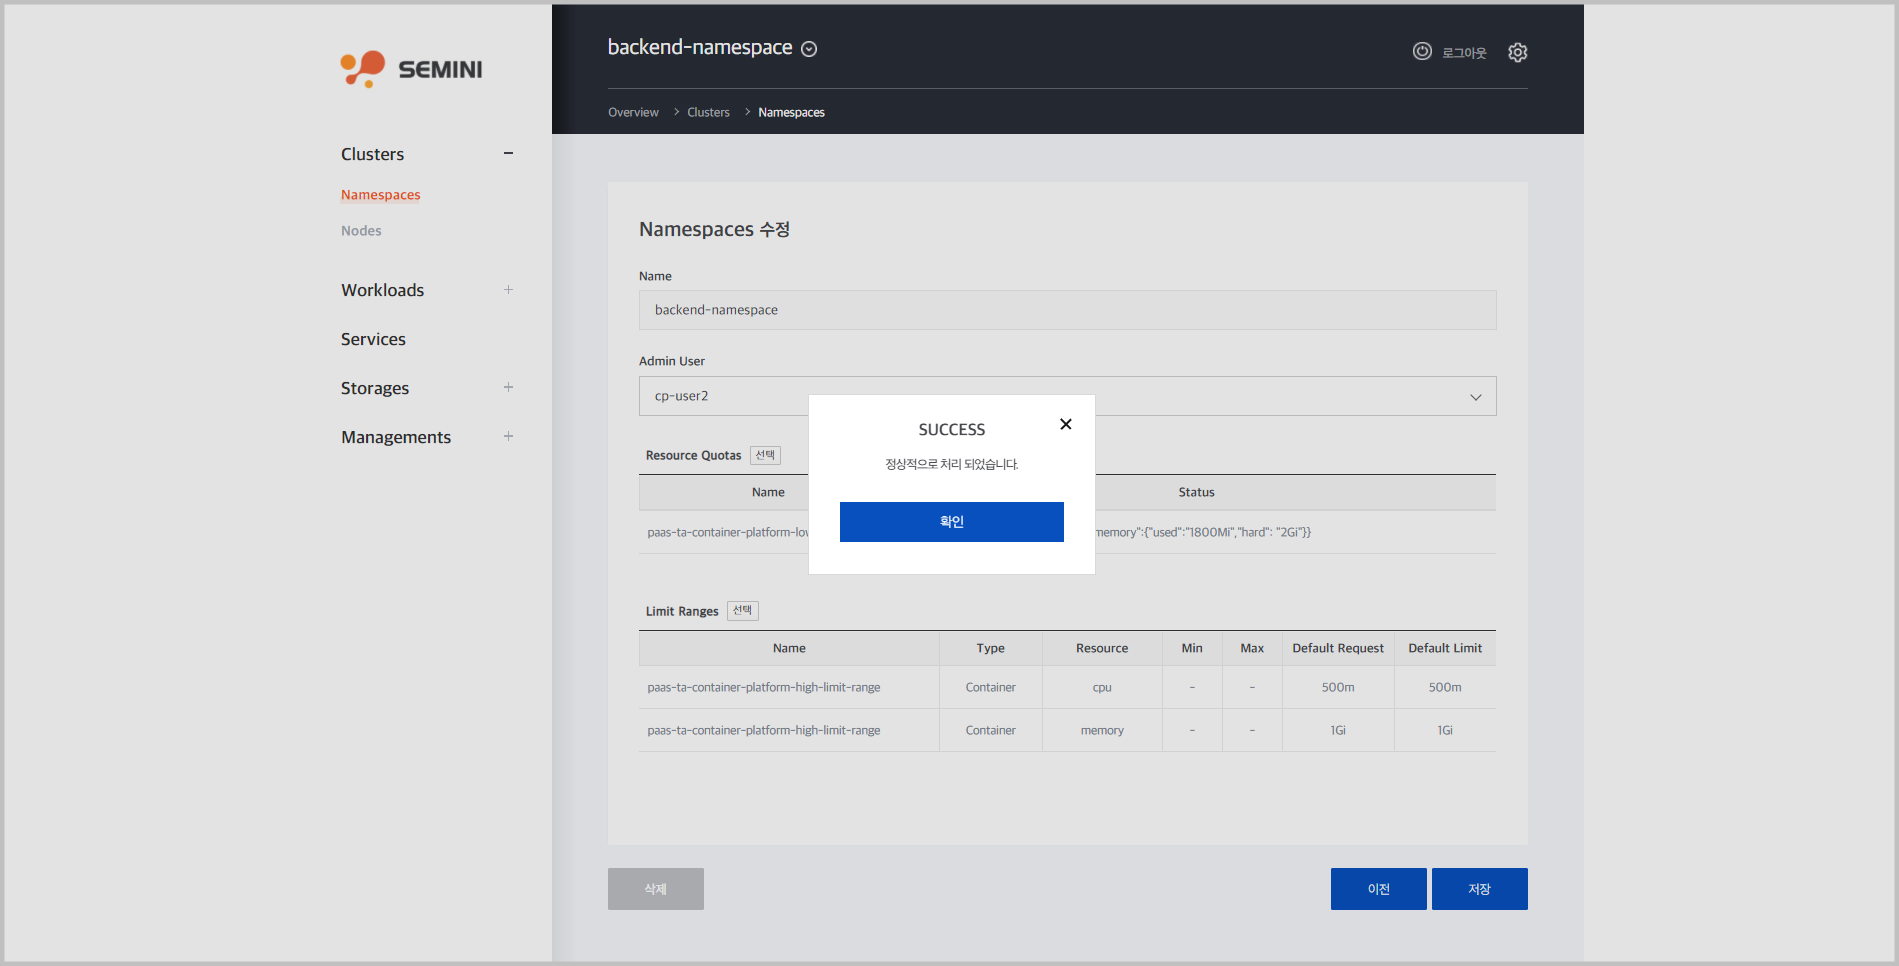 SEMINI
backend-namespace
로그아웃
Overview > Clusters > Namespaces
Clusters
Namespaces
Nodes
Workloads
Services
Storages
Managements
Namespaces 수정
Name
backend-namespace
Admin User
cp-user2
SUCCESS
정상적으로 처리 되었습니다.
확인
Resource Quotas 선택
Name Status
paas-ta-container-platform-lov memory":{"used":"1800Mi","hard": "2Gi"}}
Limit Ranges 선택
Name Type Resource Min Max Default Request Default Limit
paas-ta-container-platform-high-limit-range Container cpu - - 500m 500m
paas-ta-container-platform-high-limit-range Container memory - - 1Gi 1Gi
삭제 이전 저장